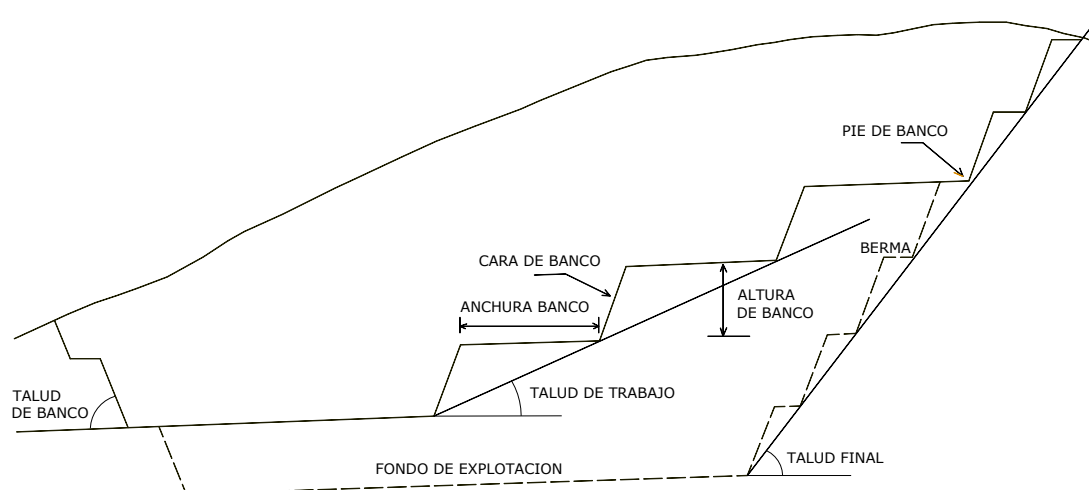 PIE DE BANCO
BERMA
CARA DE BANCO
ANCHURA BANCO
ALTURA
DE BANCO
TALUD
DE BANCO
TALUD DE TRABAJO
FONDO DE EXPLOTACION
TALUD FINAL